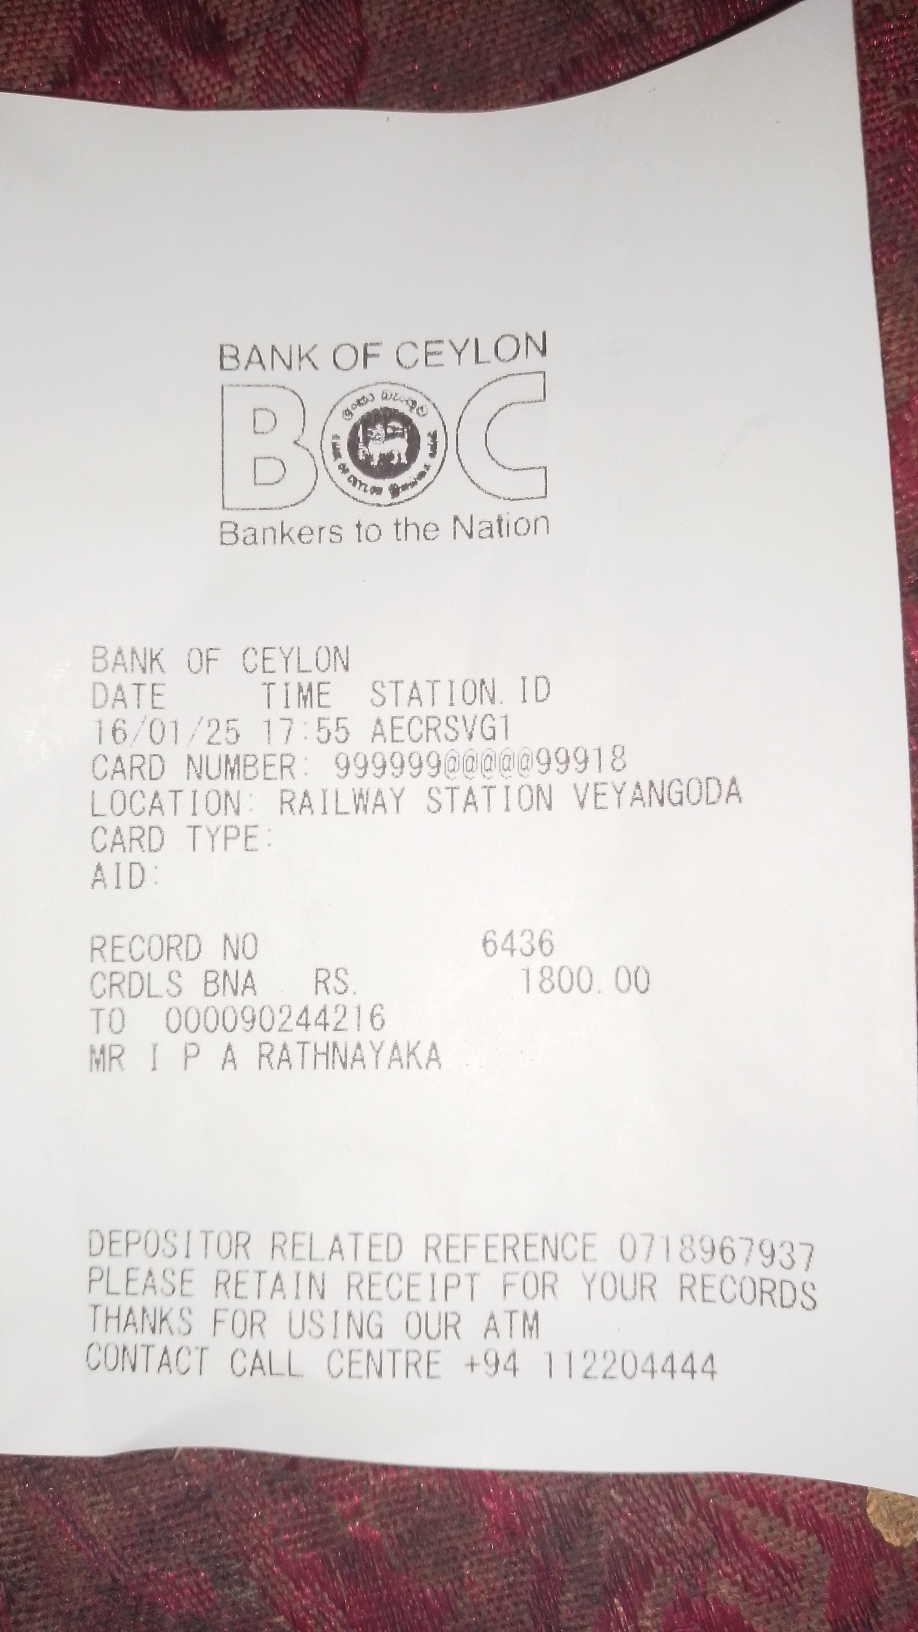 BANK OF CEYLON
BOC
Bankers to the Nation
BANK OF CEYLON
DATE TIME STATION. ID
16/01/25 17:55 AECRSVG1
CARD NUMBER: 999999@@@@@99918
LOCATION: RAILWAY STATION VEYANGODA
CARD TYPE:
AID:
RECORD NO 6436
CRDLS BNA RS. 1800.00
TO 000090244216
MR I P A RATHNAYAKA
DEPOSITOR RELATED REFERENCE 0718967937
PLEASE RETAIN RECEIPT FOR YOUR RECORDS
THANKS FOR USING OUR ATM
CONTACT CALL CENTRE +94 112204444